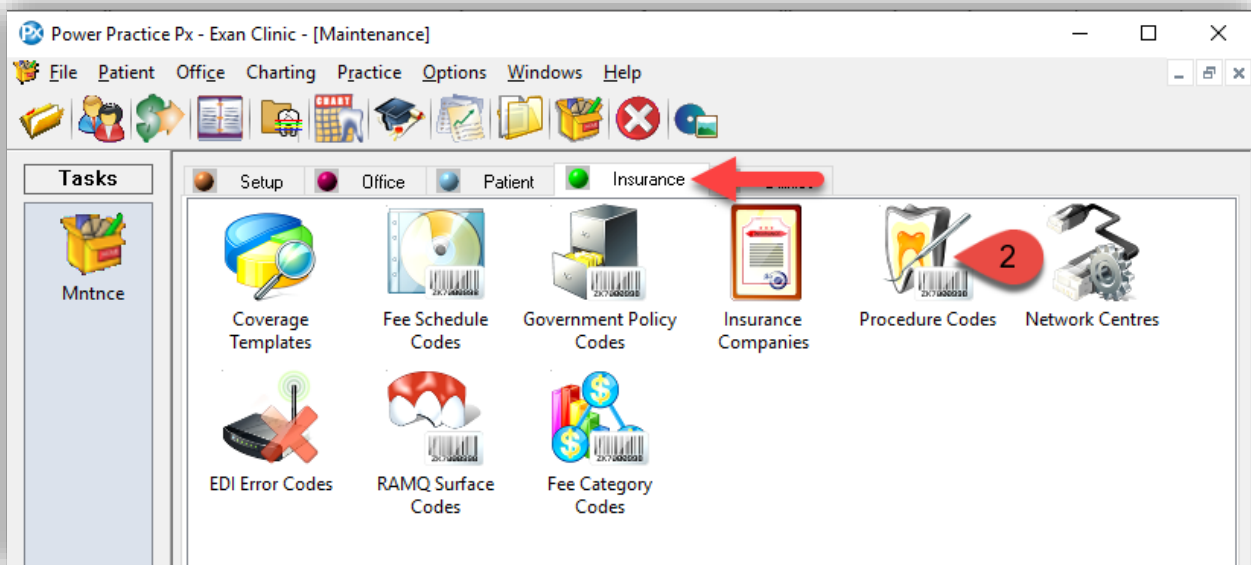 Power Practice Px - Exan Clinic - [Maintenance]
File Patient Office Charting Practice Options Windows Help
CHART
Tasks
Setup Office Patient Insurance
Mntnce
2
Coverage Templates
Fee Schedule Codes
Government Policy Codes
Insurance Companies
Procedure Codes
Network Centres
EDI Error Codes
RAMQ Surface Codes
Fee Category Codes